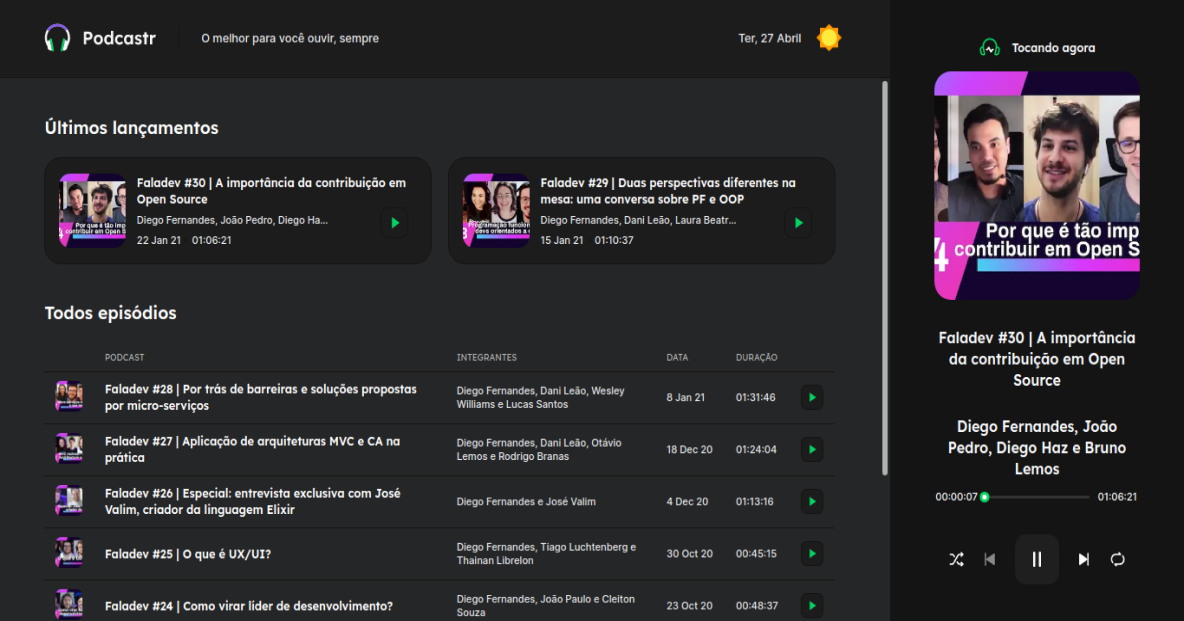 Podcastr
O melhor para você ouvir, sempre
Ter, 27 Abril
Últimos lançamentos
Faladev #30 | A importância da contribuição em
Open Source
Diego Fernandes, João Pedro, Diego Ha...
22 Jan 21 01:06:21
Por que é tão imp
contribuir em Open S
Faladev #29 | Duas perspectivas diferentes na
mesa: uma conversa sobre PF e OOP
Diego Fernandes, Dani Leão, Laura Beatr...
15 Jan 21 01:10:37
Todos episódios
PODCAST INTEGRANTES DATA DURAÇÃO
Faladev #28 | Por trás de barreiras e soluções propostas
por micro-serviços
Diego Fernandes, Dani Leão, Wesley
Williams e Lucas Santos
8 Jan 21
01:31:46
Faladev #27 | Aplicação de arquiteturas MVC e CA na
prática
Diego Fernandes, Dani Leão, Otávio
Lemos e Rodrigo Branas
18 Dec 20
01:24:04
Faladev #26 | Especial: entrevista exclusiva com José
Valim, criador da linguagem Elixir
Diego Fernandes e José Valim
4 Dec 20
01:13:16
Faladev #25 | O que é UX/UI?
Diego Fernandes, Tiago Luchtenberg e
Thainan Librelon
30 Oct 20
00:45:15
Faladev #24 | Como virar líder de desenvolvimento?
Diego Fernandes, João Paulo e Cleiton
Souza
23 Oct 20
00:48:37
Tocando agora
Por que é tão imp
4 contribuir em Open S
Faladev #30 | A importância
da contribuição em Open
Source
Diego Fernandes, João
Pedro, Diego Haz e Bruno
Lemos
00:00:07 01:06:21